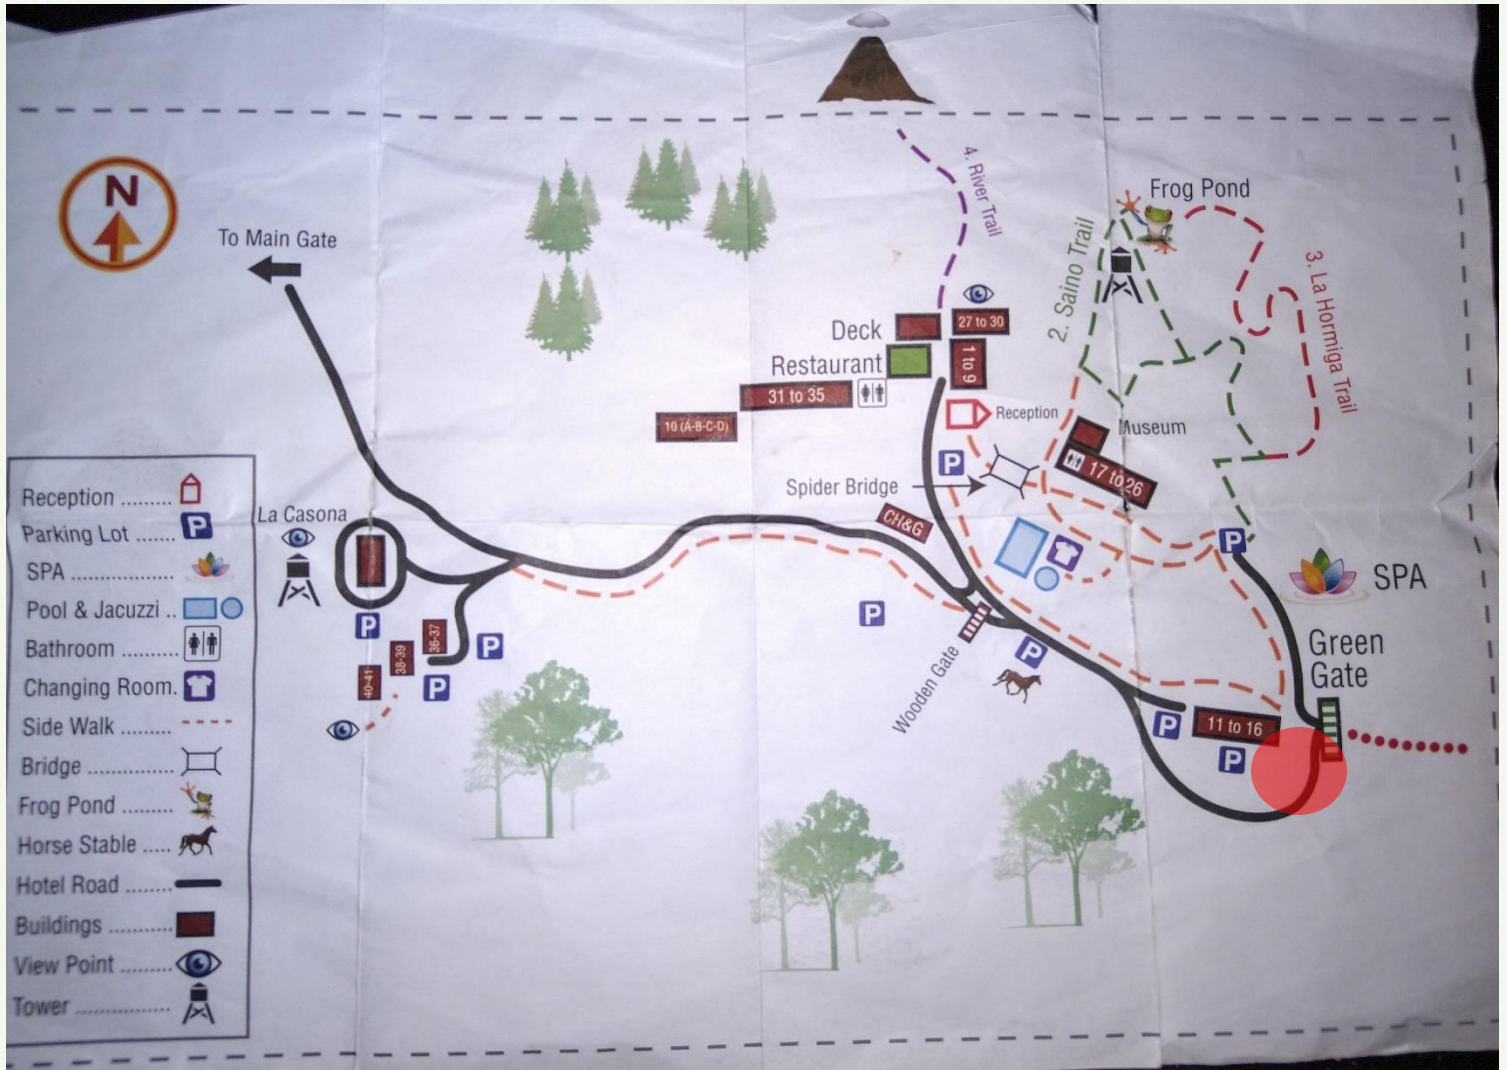 N
To Main Gate
4. River Trail
Frog Pond
2. Saino Trail
3. La Hormiga Trail
Deck
27 to 30
Restaurant
1 to 9
31 to 35
10 (A-B-C-D)
Reception
Museum
17 to 26
P
Spider Bridge
CH&G
La Casona
P
SPA
P
P
36-37
38-39
40-41
P
P
Wooden Gate
P
Green
Gate
P
11 to 16
P
Reception .........
Parking Lot .......
P
SPA ..................
Pool & Jacuzzi ..
Bathroom ..........
Changing Room.
Side Walk .........
Bridge ..............
Frog Pond ........
Horse Stable .....
Hotel Road ........
Buildings ..........
View Point .........
Tower ...............